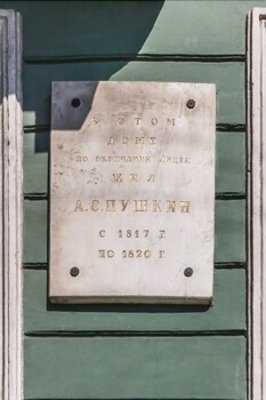 В ЭТОМ
ДОМЕ
ПО ОКОНЧАНИИ ЛИЦЕЯ
ЖИЛ
А.С.ПУШКИН
С 1817 Г.
ПО 1820 Г.